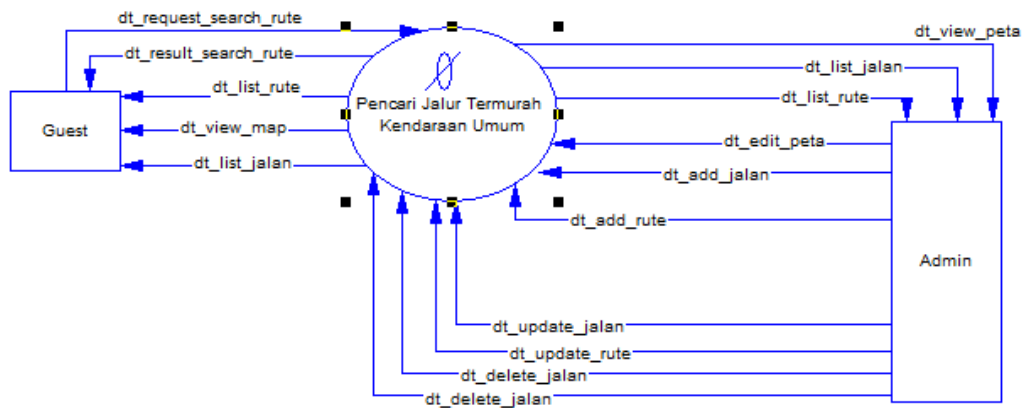 dt_request_search_rute
dt_result_search_rute
dt_list_rute
dt_view_map
dt_list_jalan
Guest
0
Pencari Jalur Termurah
Kendaraan Umum
dt_view_peta
dt_list_jalan
dt_list_rute
dt_edit_peta
dt_add_jalan
dt_add_rute
Admin
dt_update_jalan
dt_update_rute
dt_delete_jalan
dt_delete_jalan